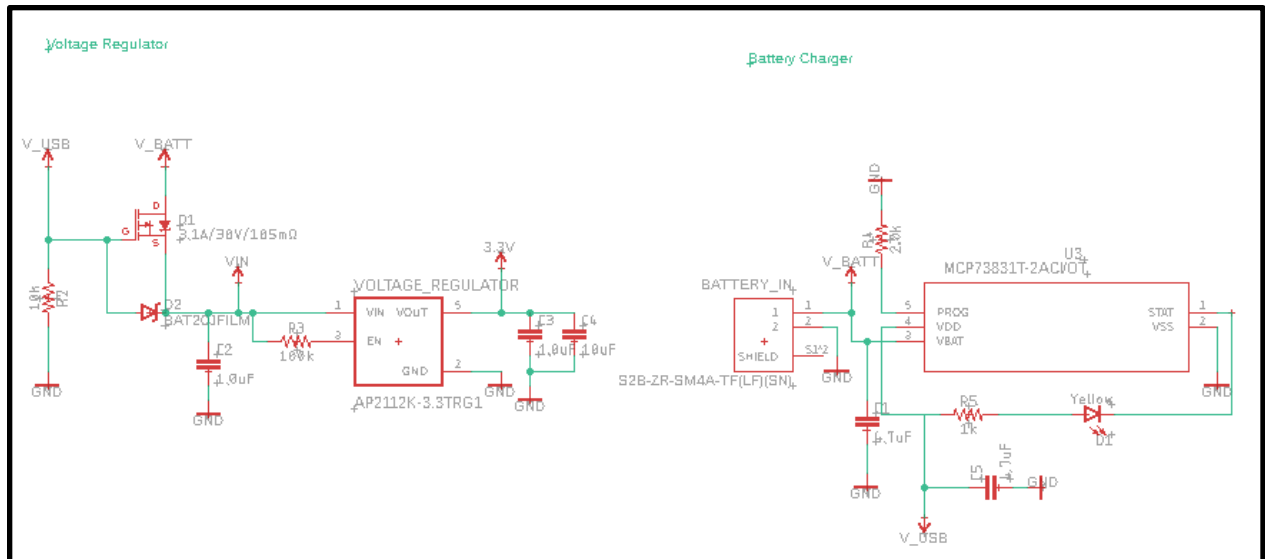 Voltage Regulator
V_USB
V_BATT
D
G
S
D1
3.1A/30V/105mΩ
10k
R2
GND
D2
BAT20JFILM
VIN
C2
1.0uF
GND
R3
100k
VOLTAGE_REGULATOR
1
VIN
VOUT
5
3
EN
GND
2
AP2112K-3.3TRG1
GND
3.3V
C3
1.0uF
C4
10uF
GND
Battery Charger
GND
2.0k
V_BATT
BATTERY_IN
1
1
2
2
SHIELD
S1*2
S2B-ZR-SM4A-TF(LF)(SN)
GND
C1
4.7uF
GND
U3
MCP73831T-2ACI/OT
5
PROG
4
VDD
3
VBAT
STAT
1
VSS
2
GND
R5
1k
Yellow
D1
C5
4.7uF
GND
V_USB